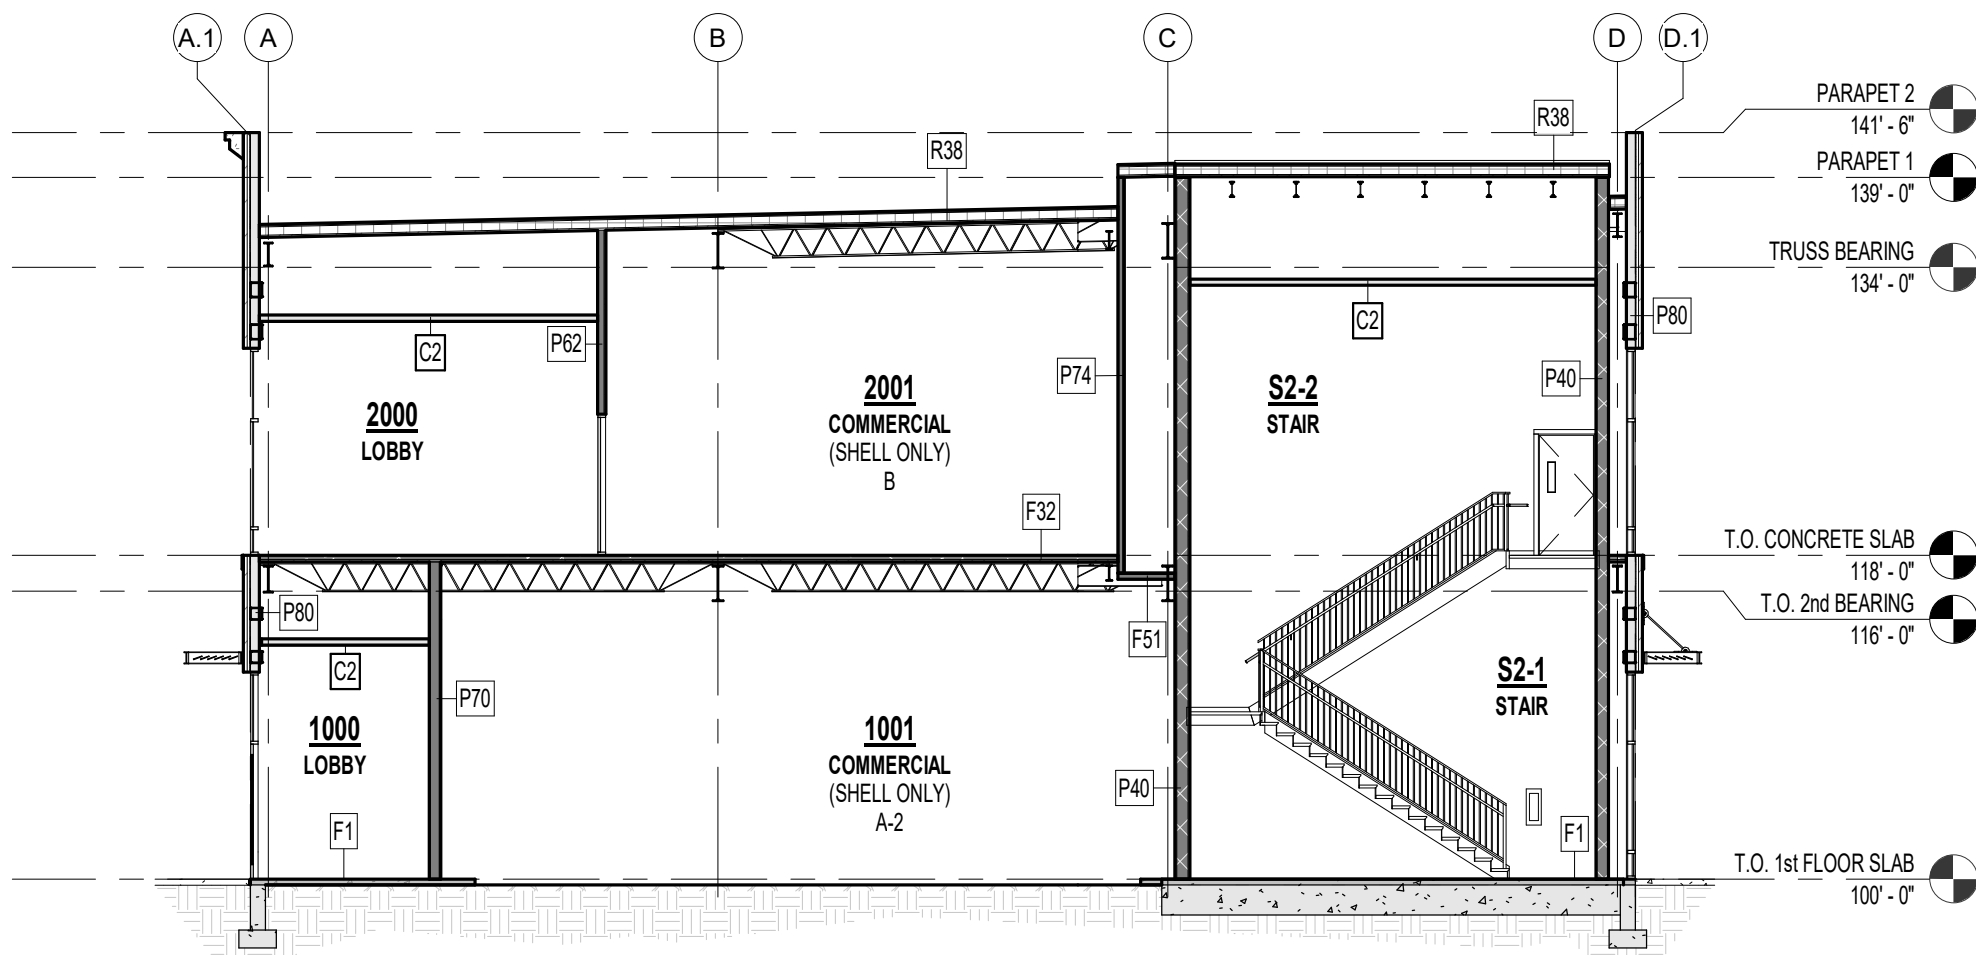 A.1
A
B
C
D
D.1
PARAPET 2
141' - 6"
R38
R38
PARAPET 1
139' - 0"
TRUSS BEARING
134' - 0"
C2
P62
P74
C2
P40
P80
2000
LOBBY
2001
COMMERCIAL
(SHELL ONLY)
B
S2-2
STAIR
F32
T.O. CONCRETE SLAB
118' - 0"
P80
C2
F51
T.O. 2nd BEARING
116' - 0"
P70
1000
LOBBY
1001
COMMERCIAL
(SHELL ONLY)
A-2
S2-1
STAIR
P40
F1
F1
T.O. 1st FLOOR SLAB
100' - 0"